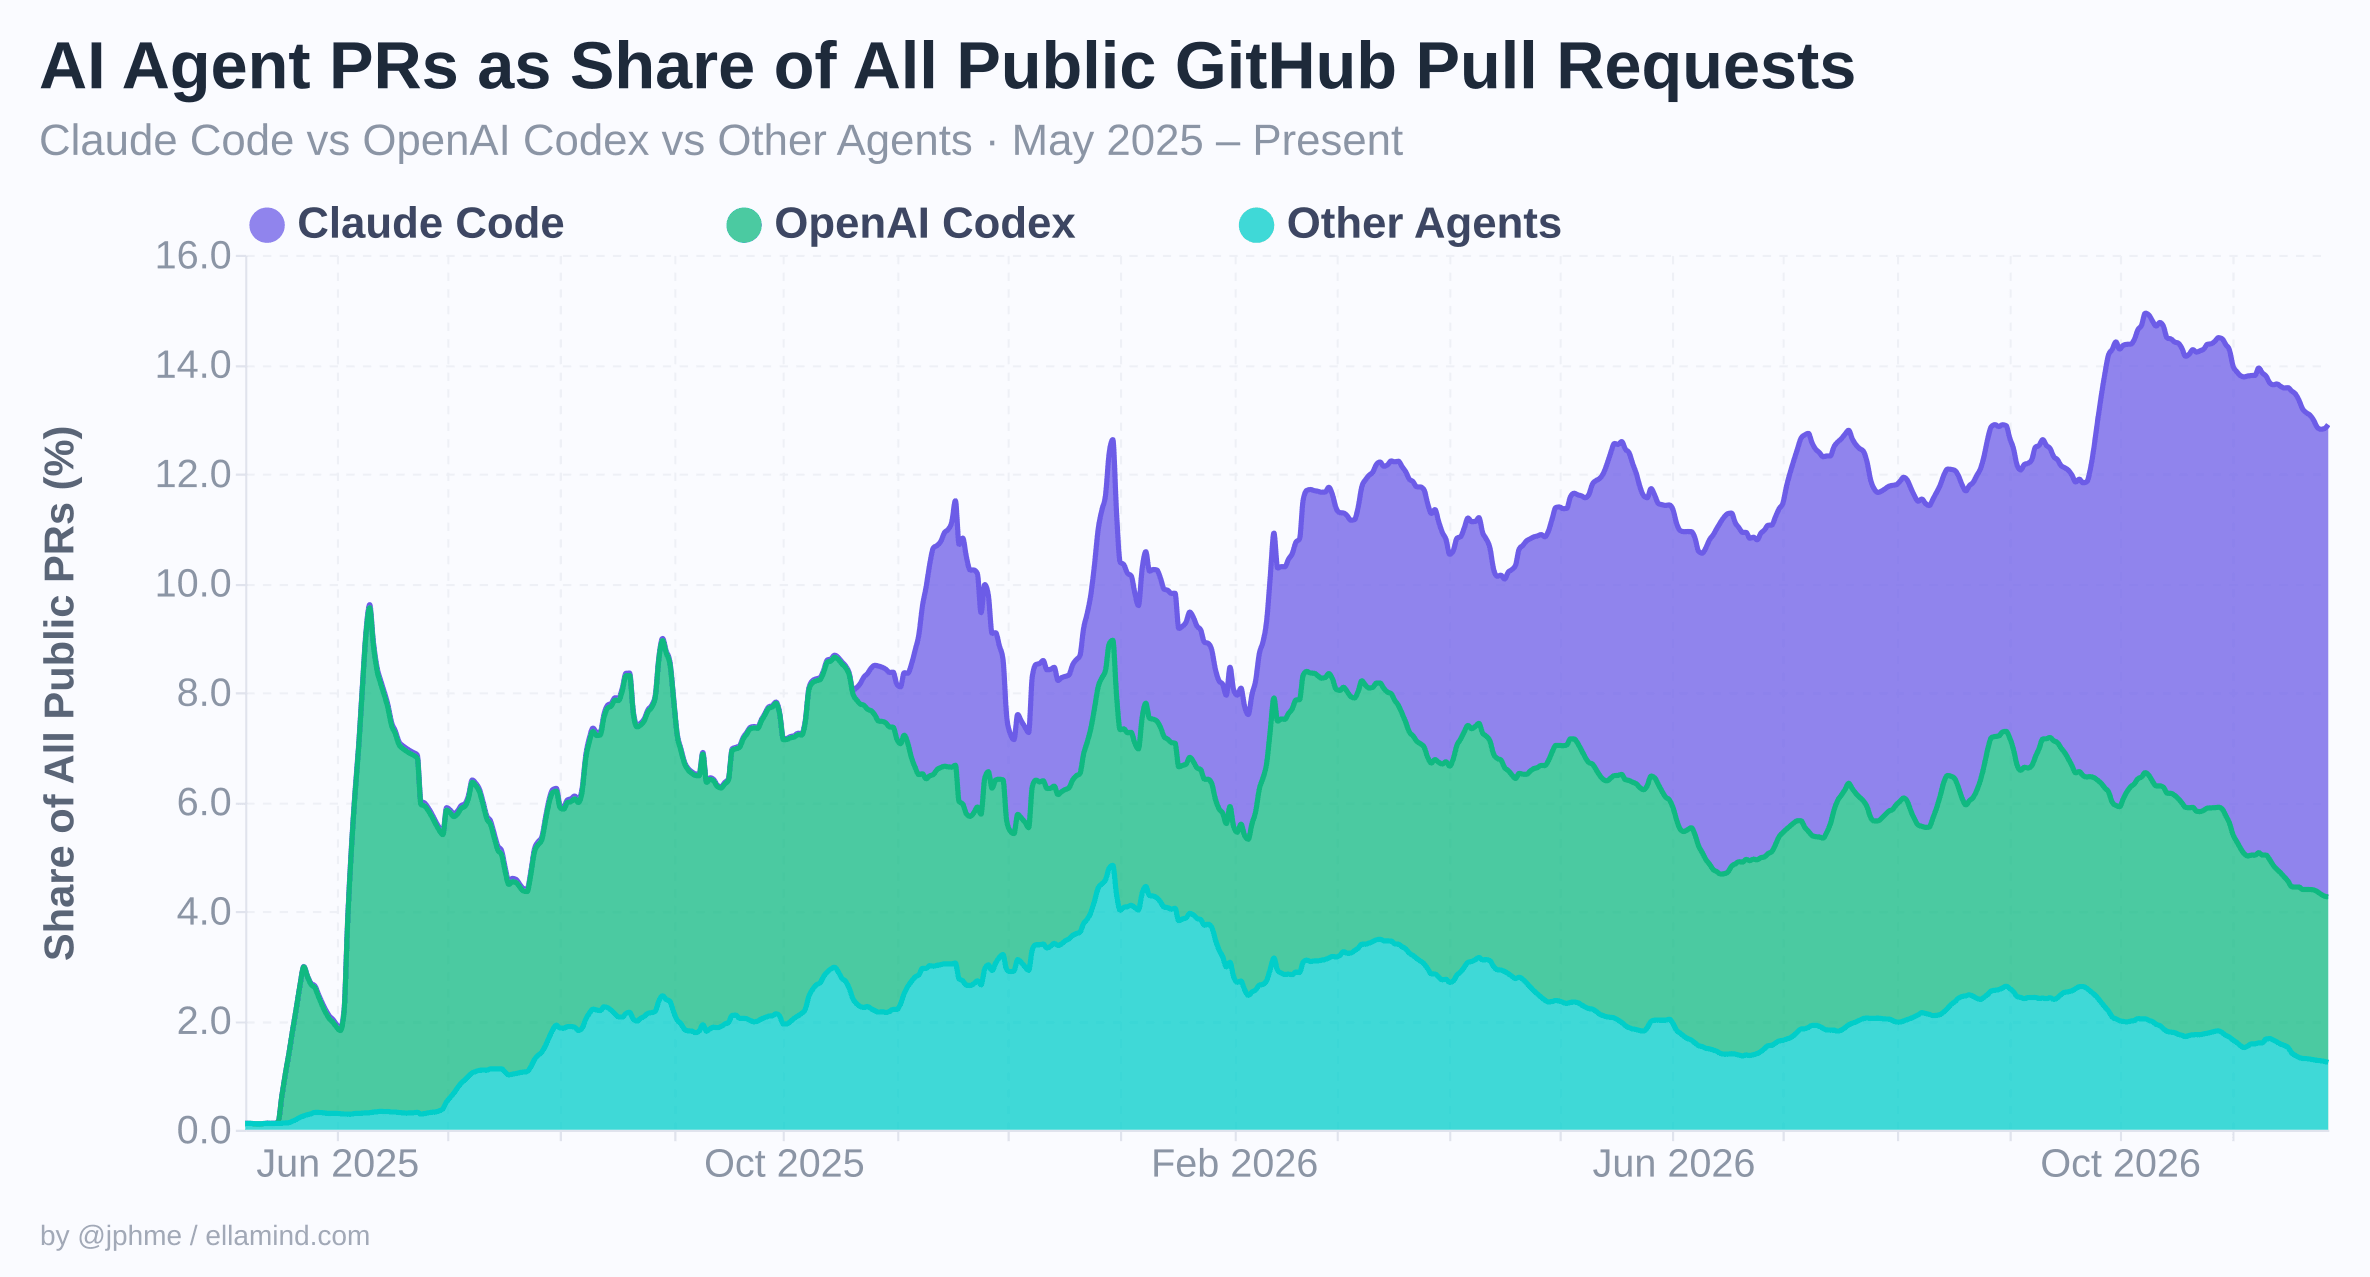 AI Agent PRs as Share of All Public GitHub Pull Requests
Claude Code vs OpenAI Codex vs Other Agents · May 2025 – Present
Claude Code
OpenAI Codex
Other Agents
Share of All Public PRs (%)
16.0
14.0
12.0
10.0
8.0
6.0
4.0
2.0
0.0
Jun 2025
Oct 2025
Feb 2026
Jun 2026
Oct 2026
by @jphme / ellamind.com